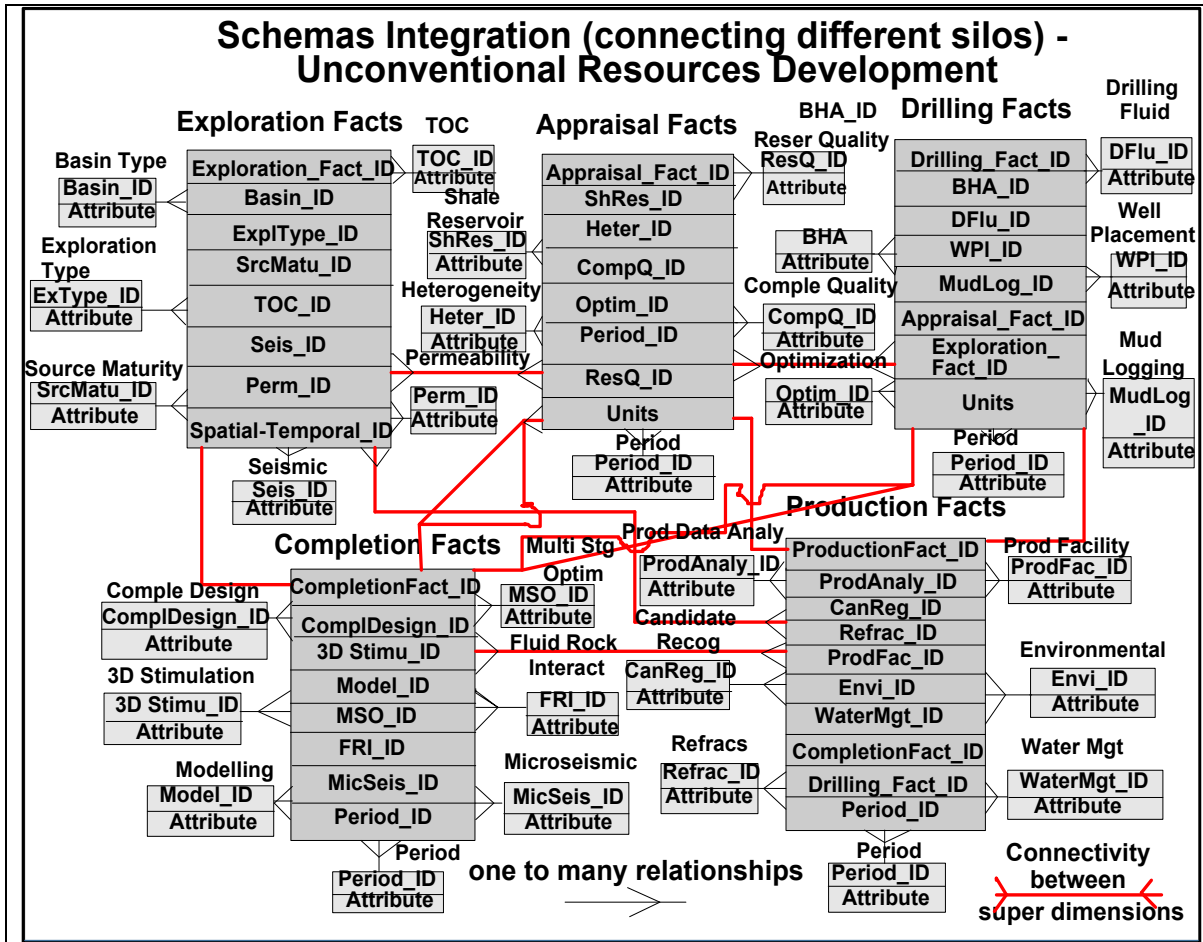 Schemas Integration (connecting different silos) -
Unconventional Resources Development
Exploration Facts
Exploration_Fact_ID
Basin_ID
ExplType_ID
SrcMatu_ID
TOC_ID
Seis_ID
Perm_ID
Spatial-Temporal_ID
Basin Type
Basin_ID
Attribute
Exploration
Type
ExType_ID
Attribute
Source Maturity
SrcMatu_ID
Attribute
TOC
TOC_ID
Attribute
Permeability
Perm_ID
Attribute
Seismic
Seis_ID
Attribute
Appraisal Facts
Appraisal_Fact_ID
ShRes_ID
Heter_ID
CompQ_ID
Optim_ID
Period_ID
ResQ_ID
Units
Shale
Reservoir
ShRes_ID
Attribute
Heterogeneity
Heter_ID
Attribute
Reser Quality
ResQ_ID
Attribute
Comple Quality
CompQ_ID
Attribute
Optimization
Optim_ID
Attribute
Period
Period_ID
Attribute
Drilling Facts
Drilling_Fact_ID
BHA_ID
DFlu_ID
WPl_ID
MudLog_ID
Appraisal_Fact_ID
Exploration_
Fact_ID
Units
BHA_ID
BHA
Attribute
Drilling
Fluid
DFlu_ID
Attribute
Well
Placement
WPl_ID
Attribute
Mud
Logging
MudLog
_ID
Attribute
Period
Period_ID
Attribute
Completion Facts
CompletionFact_ID
ComplDesign_ID
3D Stimu_ID
Model_ID
MSO_ID
FRI_ID
MicSeis_ID
Period_ID
Comple Design
ComplDesign_ID
Attribute
3D Stimulation
3D Stimu_ID
Attribute
Modelling
Model_ID
Attribute
Multi Stg
Optim
MSO_ID
Attribute
Fluid Rock
Interact
FRI_ID
Attribute
Microseismic
MicSeis_ID
Attribute
Period
Period_ID
Attribute
Production Facts
ProductionFact_ID
ProdAnaly_ID
CanReg_ID
Refrac_ID
ProdFac_ID
Envi_ID
WaterMgt_ID
CompletionFact_ID
Drilling_Fact_ID
Period_ID
Prod Data Analy
ProdAnaly_ID
Attribute
Candidate
Recog
CanReg_ID
Attribute
Refracs
Refrac_ID
Attribute
Prod Facility
ProdFac_ID
Attribute
Environmental
Envi_ID
Attribute
Water Mgt
WaterMgt_ID
Attribute
Period
Period_ID
Attribute
one to many relationships
Connectivity
between
super dimensions